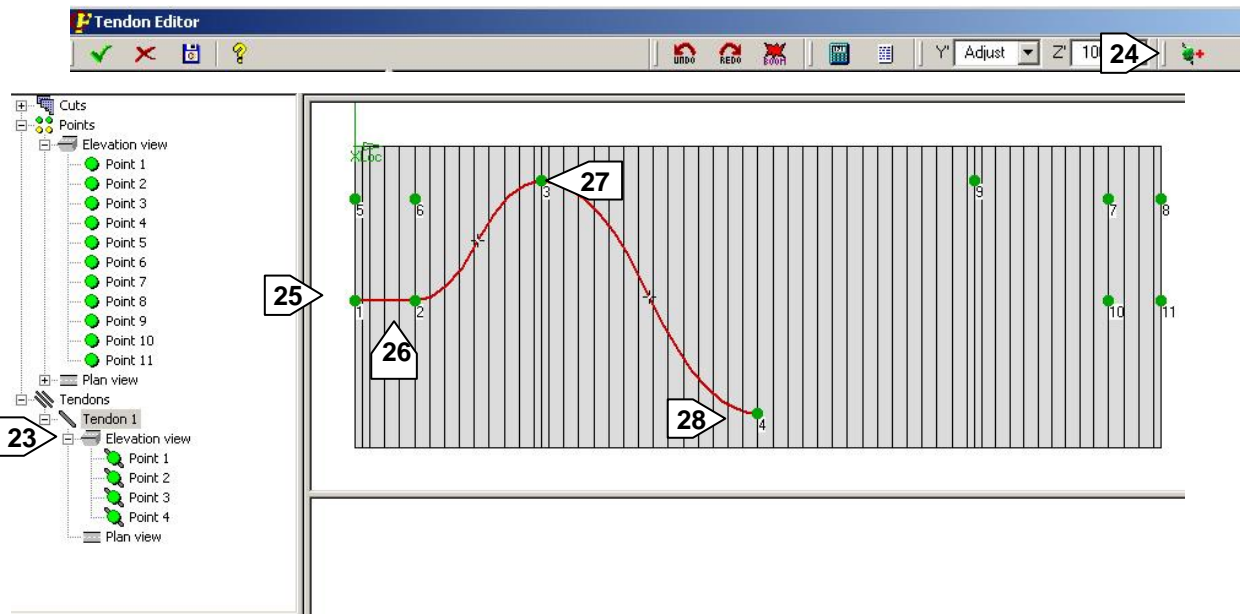 Tendon Editor
UNDO REDO BOOM Y' Adjust Z' 24
Cuts
Points
Elevation view
Point 1
Point 2
Point 3
Point 4
Point 5
Point 6
Point 7
Point 8
Point 9
Point 10
Point 11
Plan view
Tendons
Tendon 1
23 Elevation view
Point 1
Point 2
Point 3
Point 4
Plan view
XLoc
27
3 9
5 6 7 8
25
1 2 10 11
26
28
4